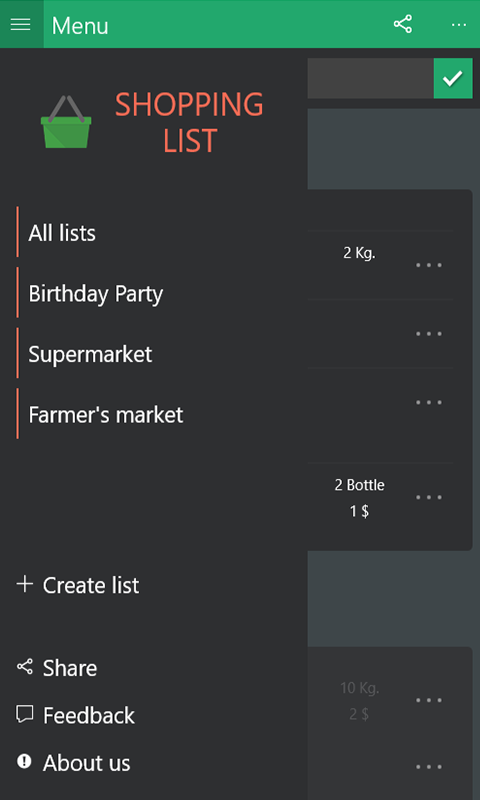 Menu
SHOPPING
LIST
All lists
Birthday Party
Supermarket
Farmer's market
Create list
Share
Feedback
About us
2 Kg.
2 Bottle
1 $
10 Kg.
2 $